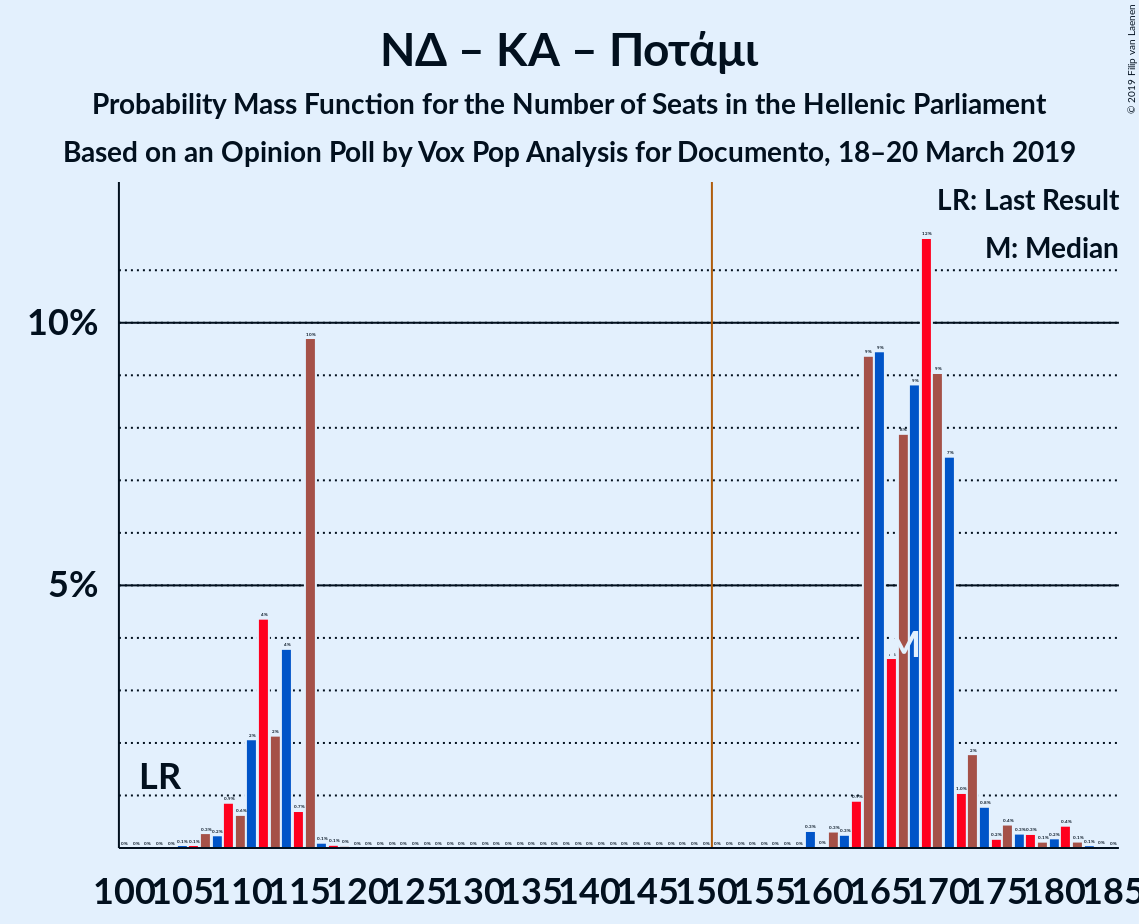 ΝΔ – ΚΑ – Ποτάμι
Probability Mass Function for the Number of Seats in the Hellenic Parliament
Based on an Opinion Poll by Vox Pop Analysis for Documento, 18–20 March 2019
© 2019 Filip van Laenen
LR: Last Result
M: Median
10%
5%
LR
M
100 105 110 115 120 125 130 135 140 145 150 155 160 165 170 175 180 185